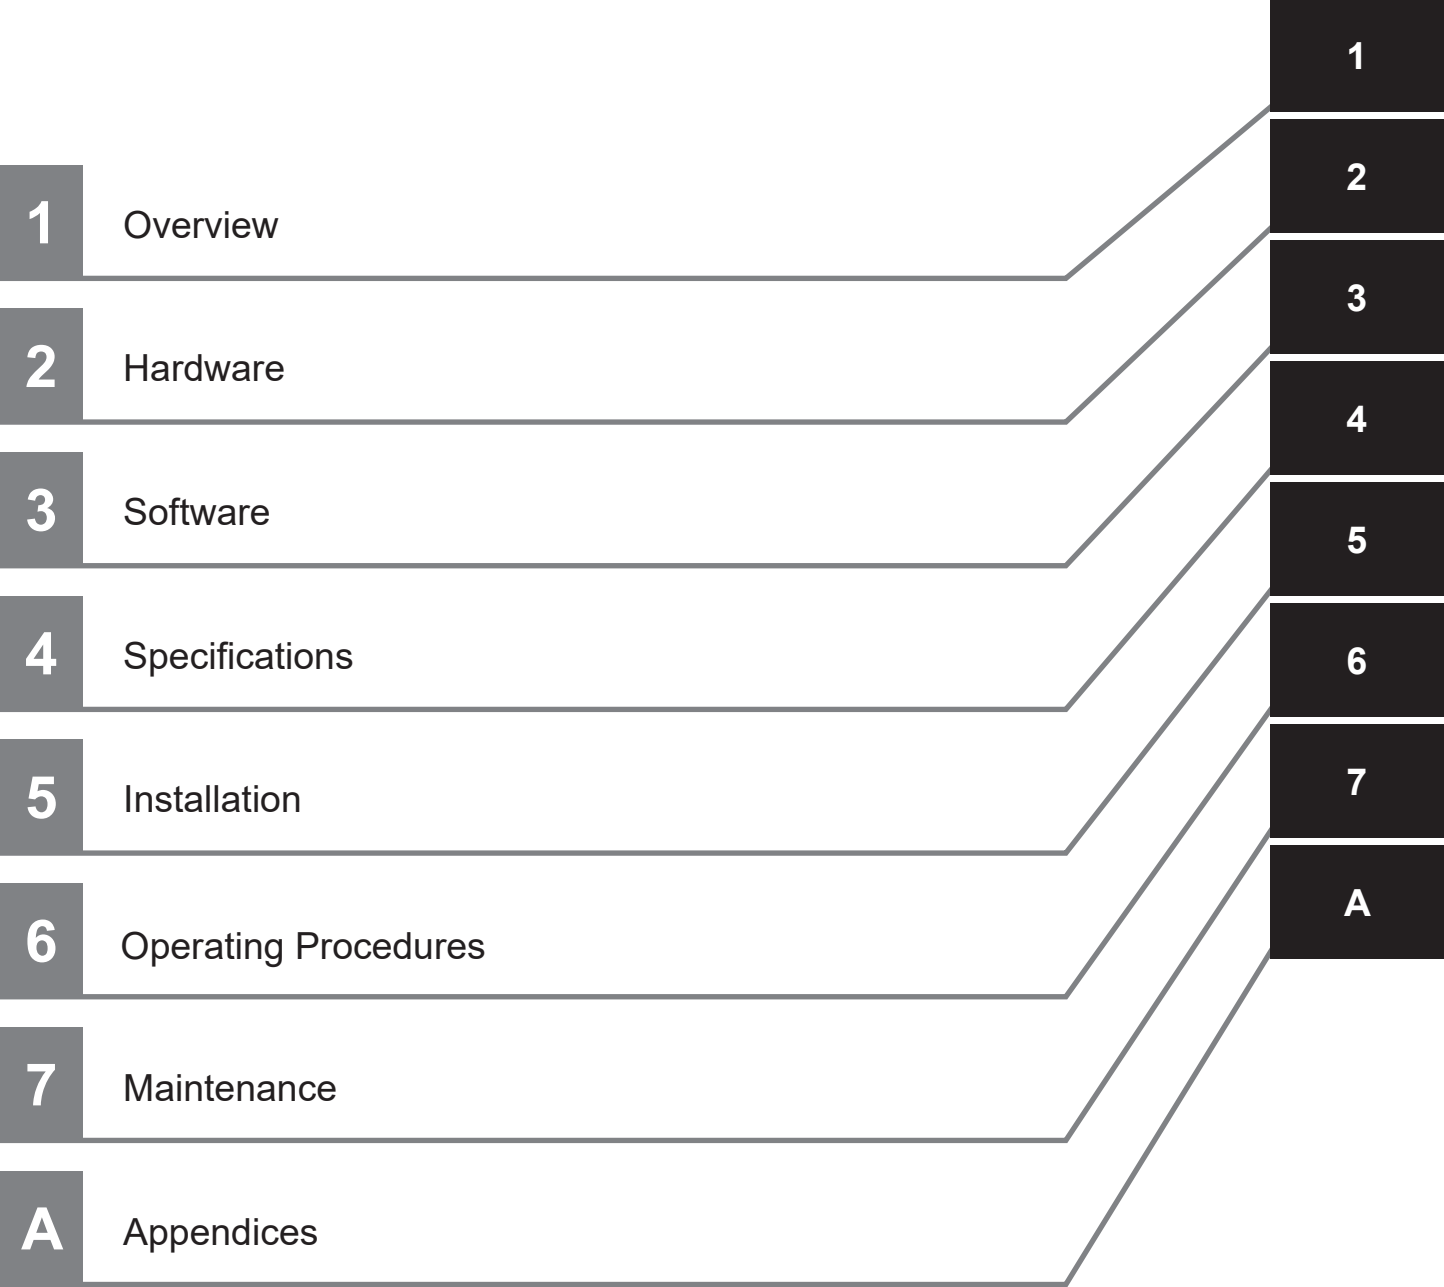 1
2
3
4
5
6
7
A
1 Overview
2 Hardware
3 Software
4 Specifications
5 Installation
6 Operating Procedures
7 Maintenance
A Appendices